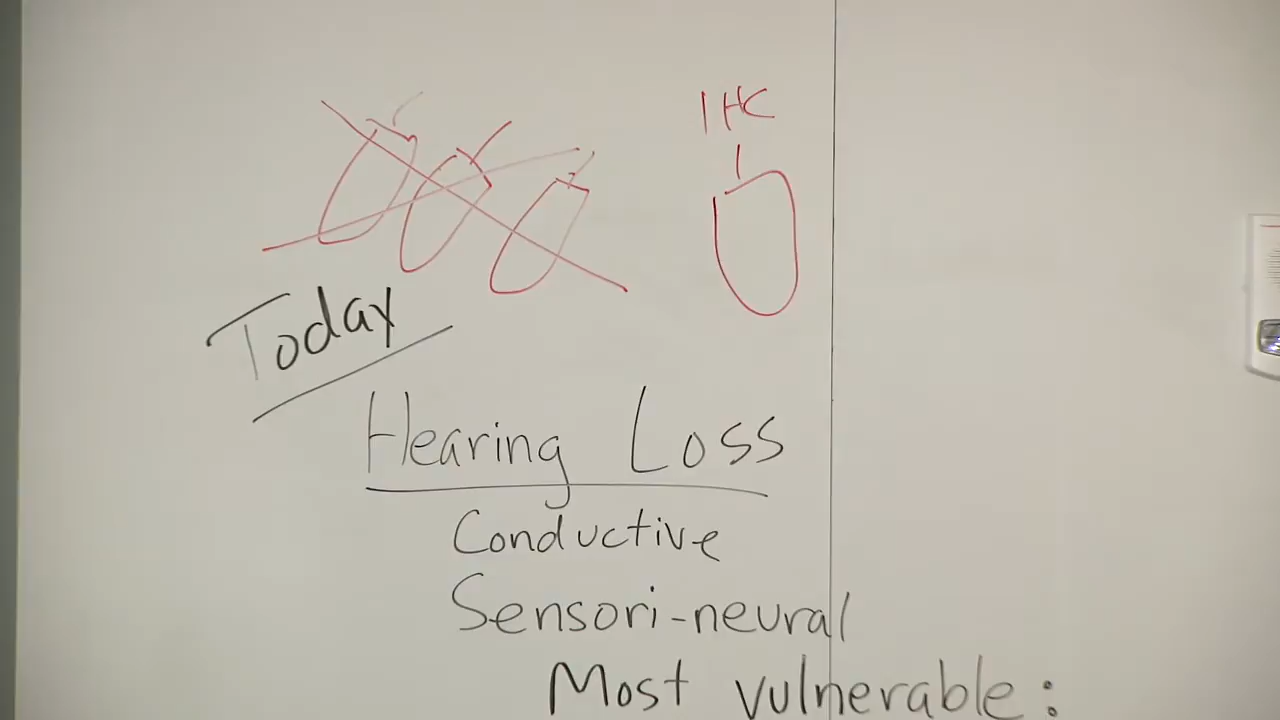 IHC
Today
Hearing Loss
Conductive
Sensori-neural
Most vulnerable: